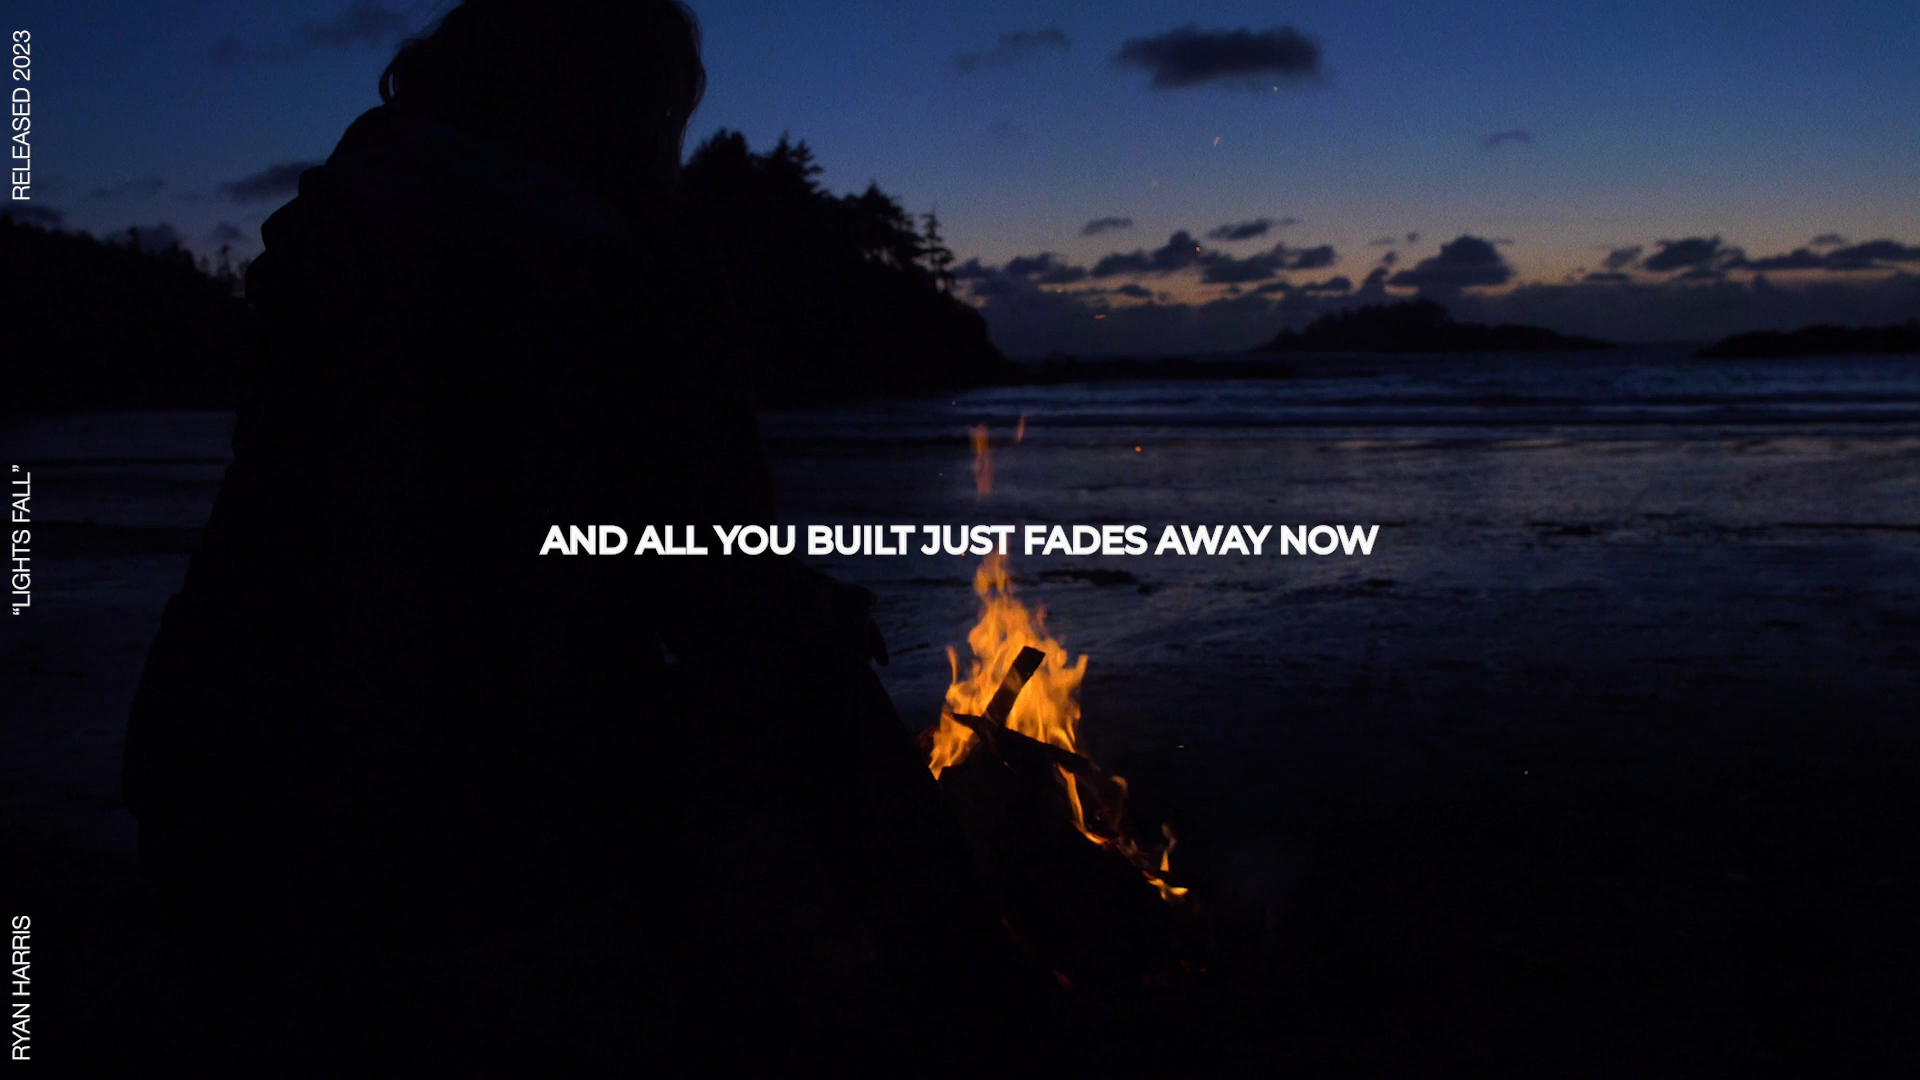 RELEASED 2023
“LIGHTS FALL”
RYAN HARRIS
AND ALL YOU BUILT JUST FADES AWAY NOW